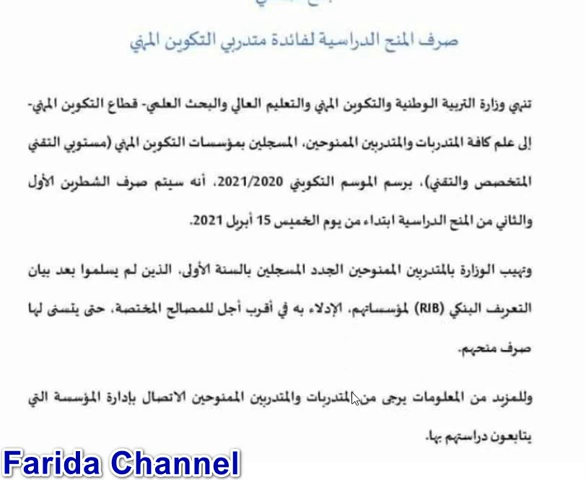 صرف المنح الدراسية لفائدة متدربي التكوين المهني
تنهي وزارة التربية الوطنية والتكوين المهني والتعليم العالي والبحث العلمي- قطاع التكوين المهني-
إلى علم كافة المتدربات والمتدربين الممنوحين، المسجلين بمؤسسات التكوين المهني (مستويي التقني
المتخصص والتقني)، برسم الموسم التكويني 2021/2020، أنه سيتم صرف الشطرين الأول
والثاني من المنح الدراسية ابتداء من يوم الخميس 15 أبريل 2021.
وتهيب الوزارة بالمتدربين الممنوحين الجدد المسجلين بالسنة الأولى، الذين لم يسلموا بعد بيان
التعريف البنكي (RIB) لمؤسساتهم، الإدلاء به في أقرب أجل للمصالح المختصة، حتى يتسنى لها
صرف منحهم.
وللمزيد من المعلومات يرجى من المتدربات والمتدربين الممنوحين الاتصال بإدارة المؤسسة التي
يتابعون دراستهم بها.
Farida Channel